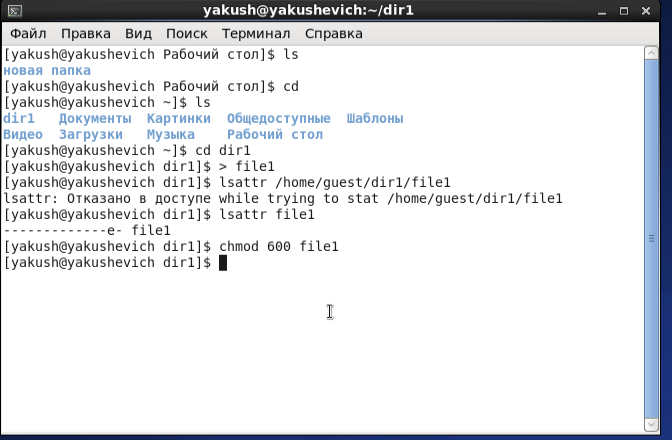 yakush@yakushevich:~/dir1
Файл Правка Вид Поиск Терминал Справка
[yakush@yakushevich Рабочий стол]$ ls
новая папка
[yakush@yakushevich Рабочий стол]$ cd
[yakush@yakushevich ~]$ ls
dir1 Документы Картинки Общедоступные Шаблоны
Видео Загрузки Музыка Рабочий стол
[yakush@yakushevich ~]$ cd dir1
[yakush@yakushevich dir1]$ > file1
[yakush@yakushevich dir1]$ lsattr /home/guest/dir1/file1
lsattr: Отказано в доступе while trying to stat /home/guest/dir1/file1
[yakush@yakushevich dir1]$ lsattr file1
-------------e- file1
[yakush@yakushevich dir1]$ chmod 600 file1
[yakush@yakushevich dir1]$